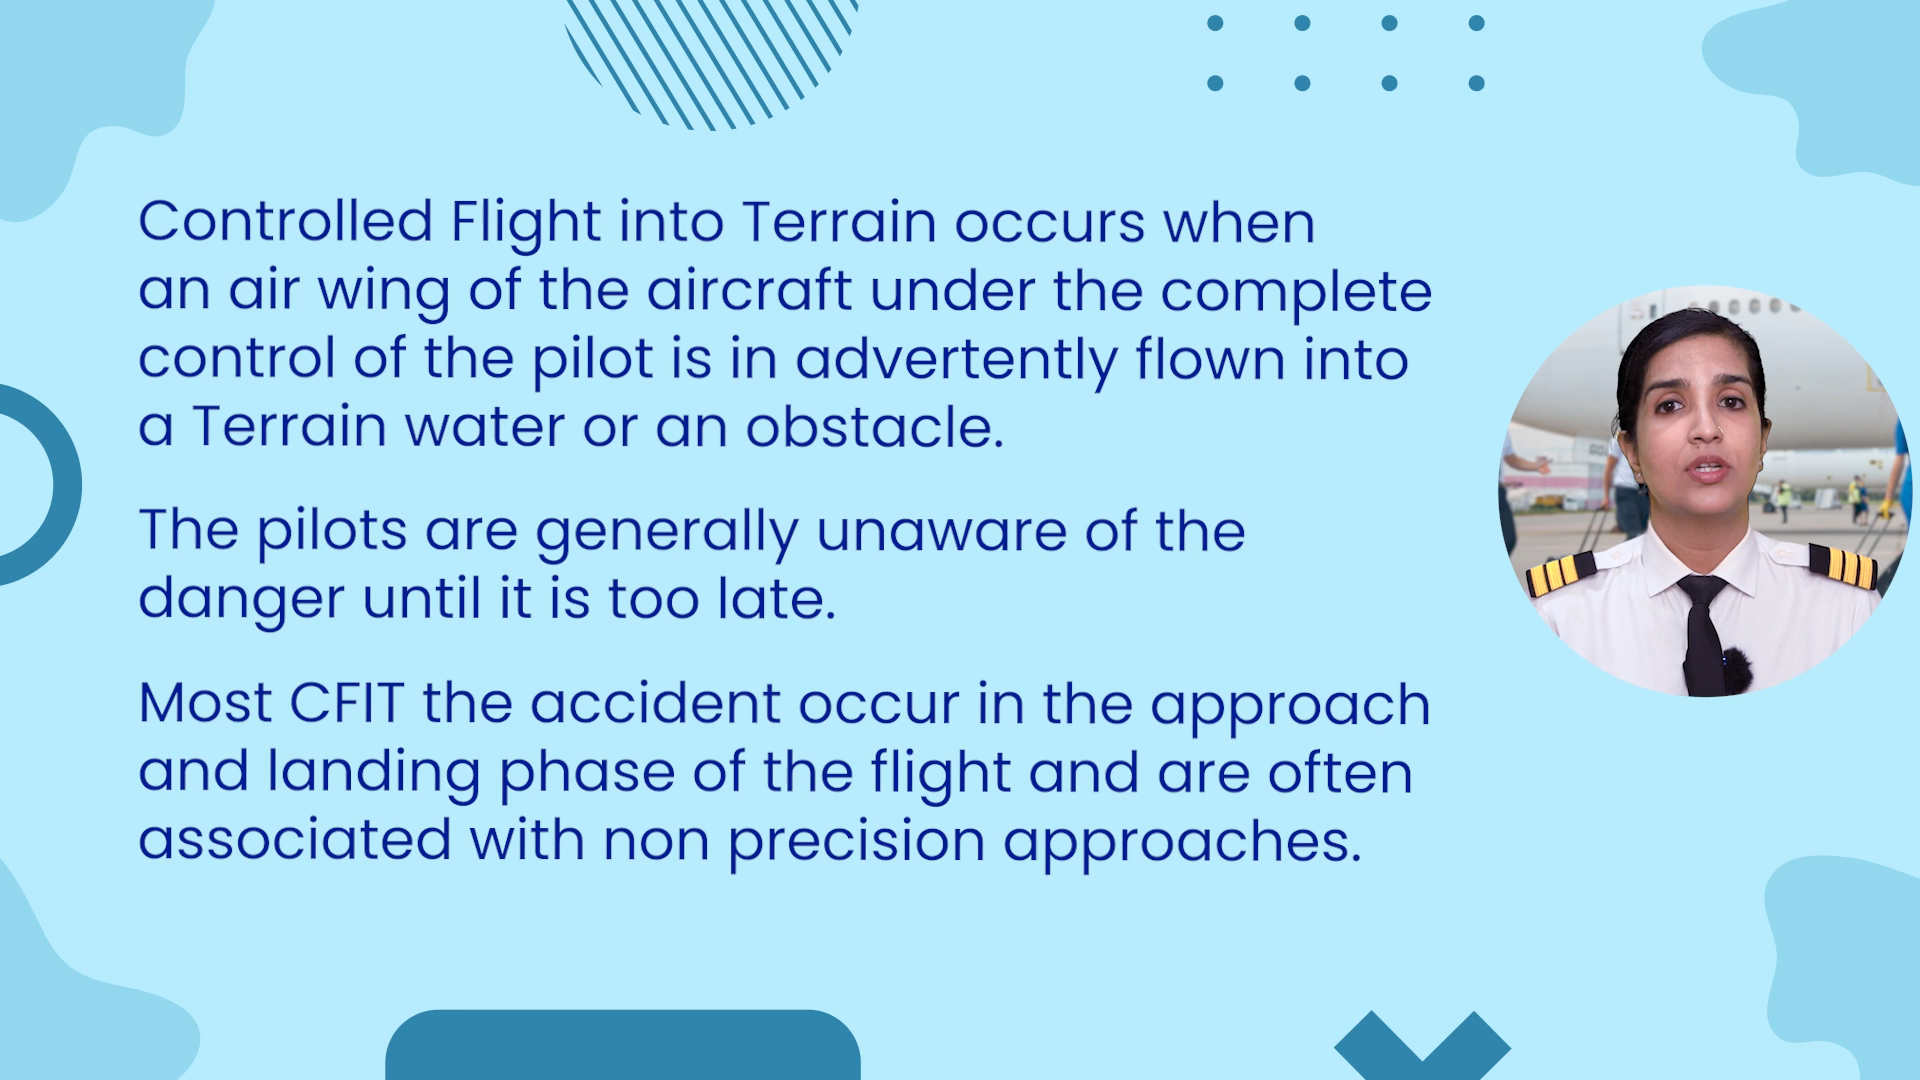 Controlled Flight into Terrain occurs when
an air wing of the aircraft under the complete
control of the pilot is in advertently flown into
a Terrain water or an obstacle.
The pilots are generally unaware of the
danger until it is too late.
Most CFIT the accident occur in the approach
and landing phase of the flight and are often
associated with non precision approaches.